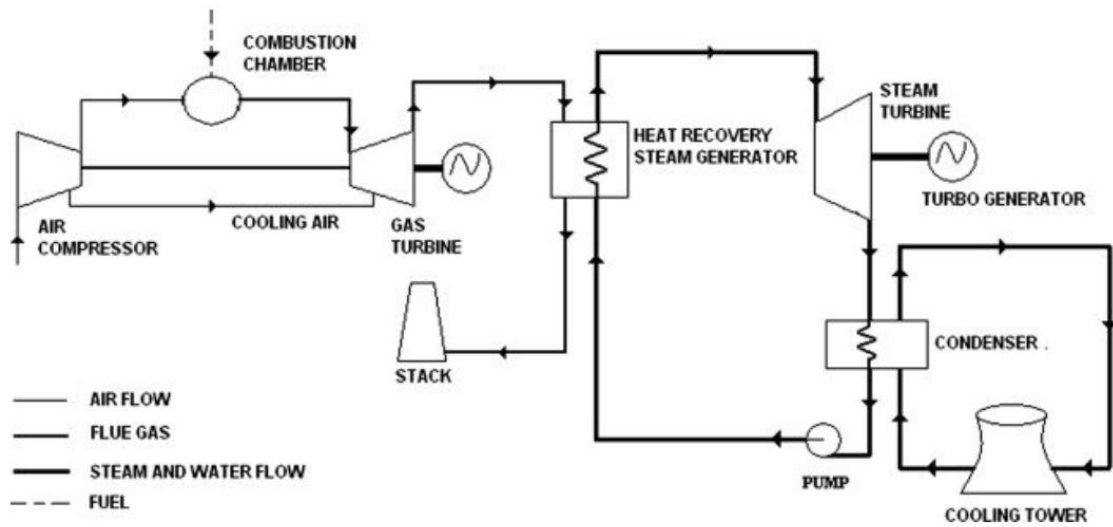 COMBUSTION
CHAMBER
STEAM
TURBINE
HEAT RECOVERY
STEAM GENERATOR
TURBO GENERATOR
COOLING AIR
GAS
TURBINE
AIR
COMPRESSOR
CONDENSER .
STACK
AIR FLOW
FLUE GAS
STEAM AND WATER FLOW
PUMP
FUEL
COOLING TOWER